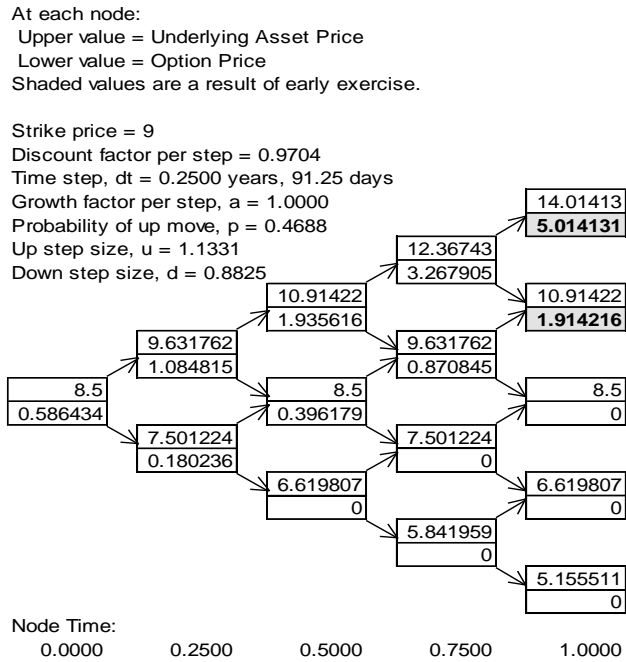 At each node:
Upper value = Underlying Asset Price
Lower value = Option Price
Shaded values are a result of early exercise.
Strike price = 9
Discount factor per step = 0.9704
Time step, dt = 0.2500 years, 91.25 days
Growth factor per step, a = 1.0000
Probability of up move, p = 0.4688
Up step size, u = 1.1331
Down step size, d = 0.8825
14.01413
5.014131
12.36743
3.267905
10.91422
1.935616
10.91422
1.914216
9.631762
1.084815
9.631762
0.870845
8.5
0.586434
8.5
0.396179
8.5
0
7.501224
0.180236
7.501224
0
6.619807
0
6.619807
0
5.841959
0
5.155511
0
Node Time:
0.0000 0.2500 0.5000 0.7500 1.0000